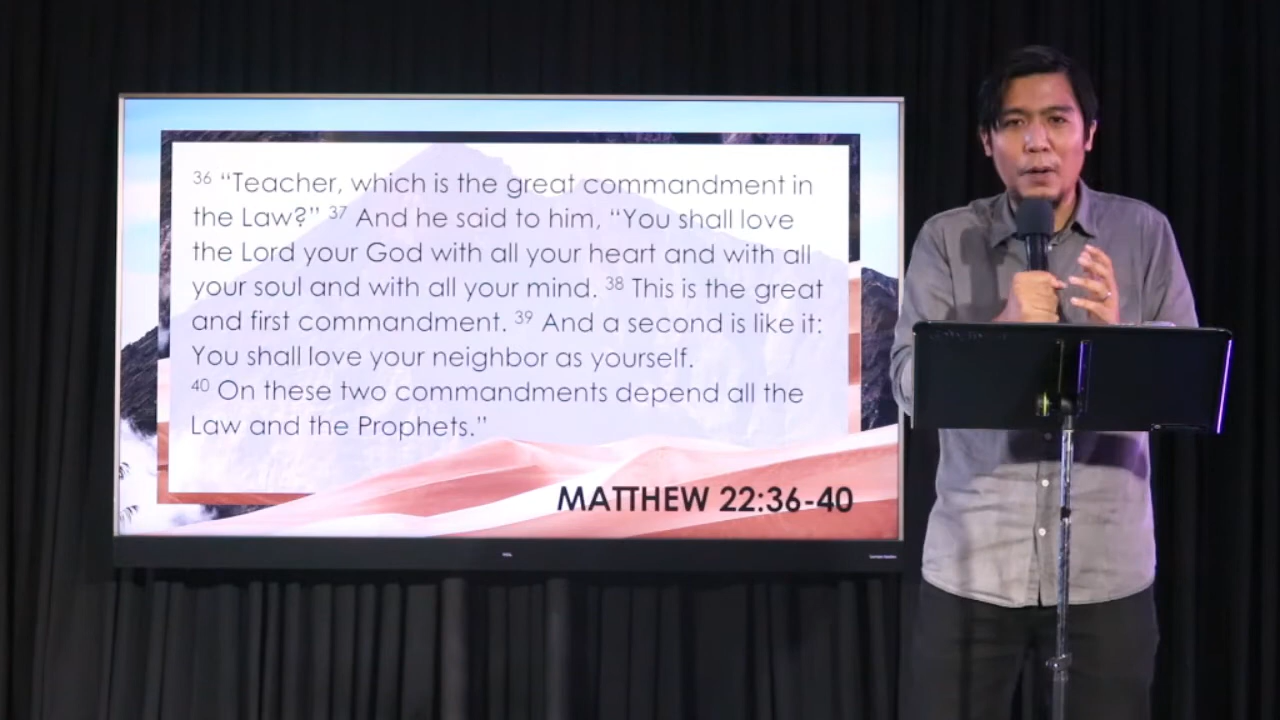 36 “Teacher, which is the great commandment in
the Law?” 37 And he said to him, “You shall love
the Lord your God with all your heart and with all
your soul and with all your mind. 38 This is the great
and first commandment. 39 And a second is like it:
You shall love your neighbor as yourself.
40 On these two commandments depend all the
Law and the Prophets.”
MATTHEW 22:36-40